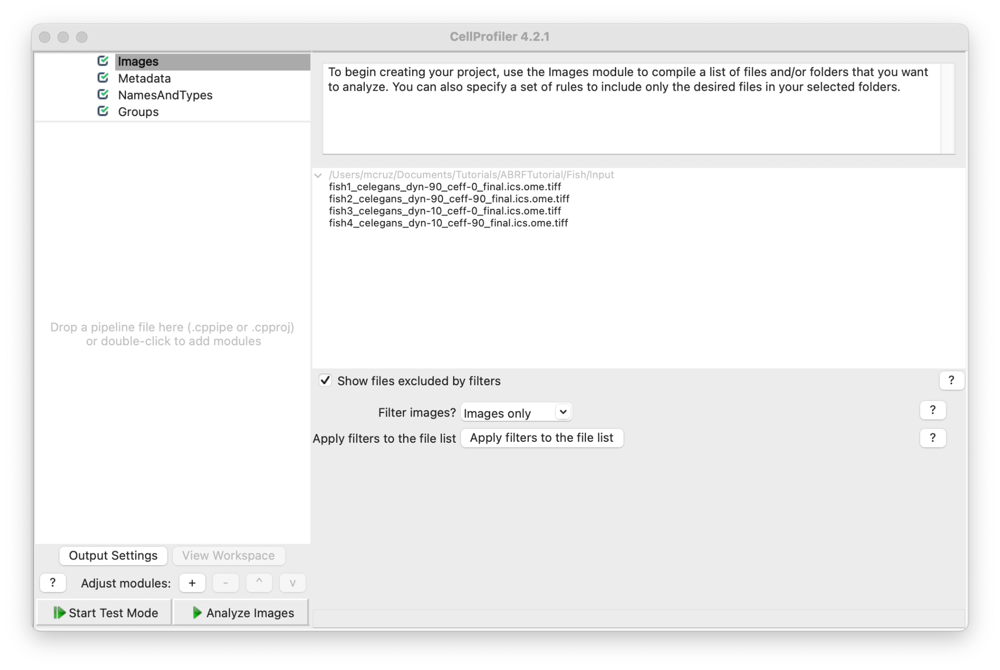 CellProfiler 4.2.1
Images
Metadata
NamesAndTypes
Groups
Drop a pipeline file here (.cppipe or .cpproj)
or double-click to add modules
Output Settings
View Workspace
?
Adjust modules:
+
-
^
v
Start Test Mode
Analyze Images
To begin creating your project, use the Images module to compile a list of files and/or folders that you want
to analyze. You can also specify a set of rules to include only the desired files in your selected folders.
/Users/mcruz/Documents/Tutorials/ABRFTutorial/Fish/Input
fish1_celegans_dyn-90_ceff-0_final.ics.ome.tiff
fish2_celegans_dyn-90_ceff-90_final.ics.ome.tiff
fish3_celegans_dyn-10_ceff-0_final.ics.ome.tiff
fish4_celegans_dyn-10_ceff-90_final.ics.ome.tiff
Show files excluded by filters
?
Filter images? Images only
?
Apply filters to the file list Apply filters to the file list
?